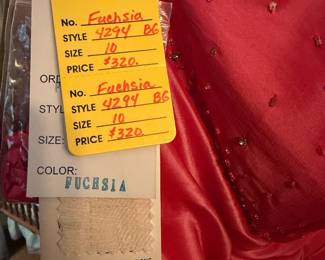 No. Fuchsia
STYLE 4294 BG
SIZE 10
PRICE $320.
No. Fuchsia
STYLE 4294 BG
SIZE 10
PRICE $320.
ORD
STYL
SIZE:
COLOR:
FUCHSIA